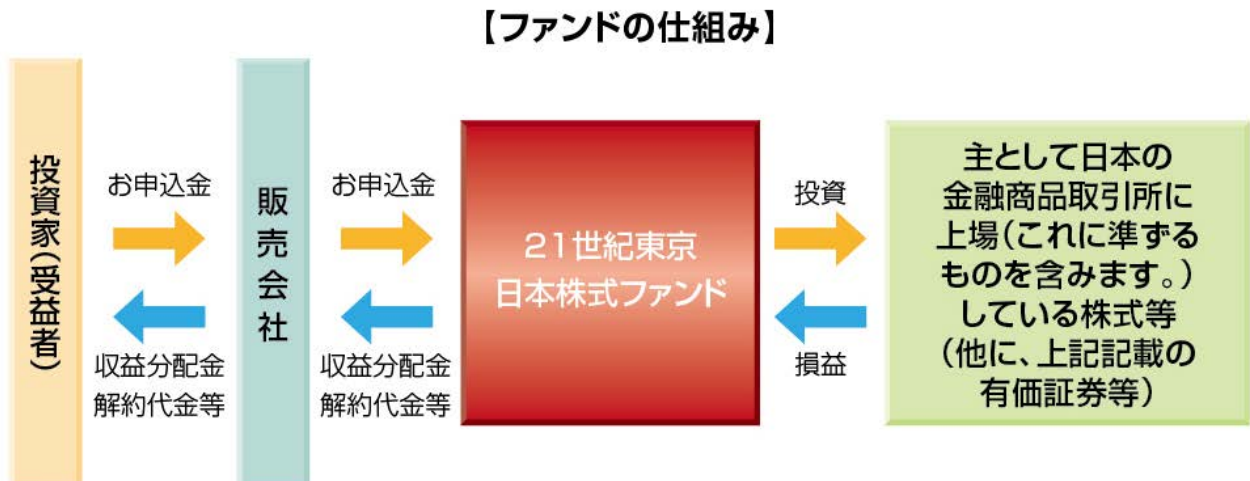 【ファンドの仕組み】
投資家(受益者)
お申込金
収益分配金
解約代金等
販売会社
お申込金
収益分配金
解約代金等
21世紀東京
日本株式ファンド
投資
損益
主として日本の
金融商品取引所に
上場(これに準ずる
ものを含みます。)
している株式等
(他に、上記記載の
有価証券等)